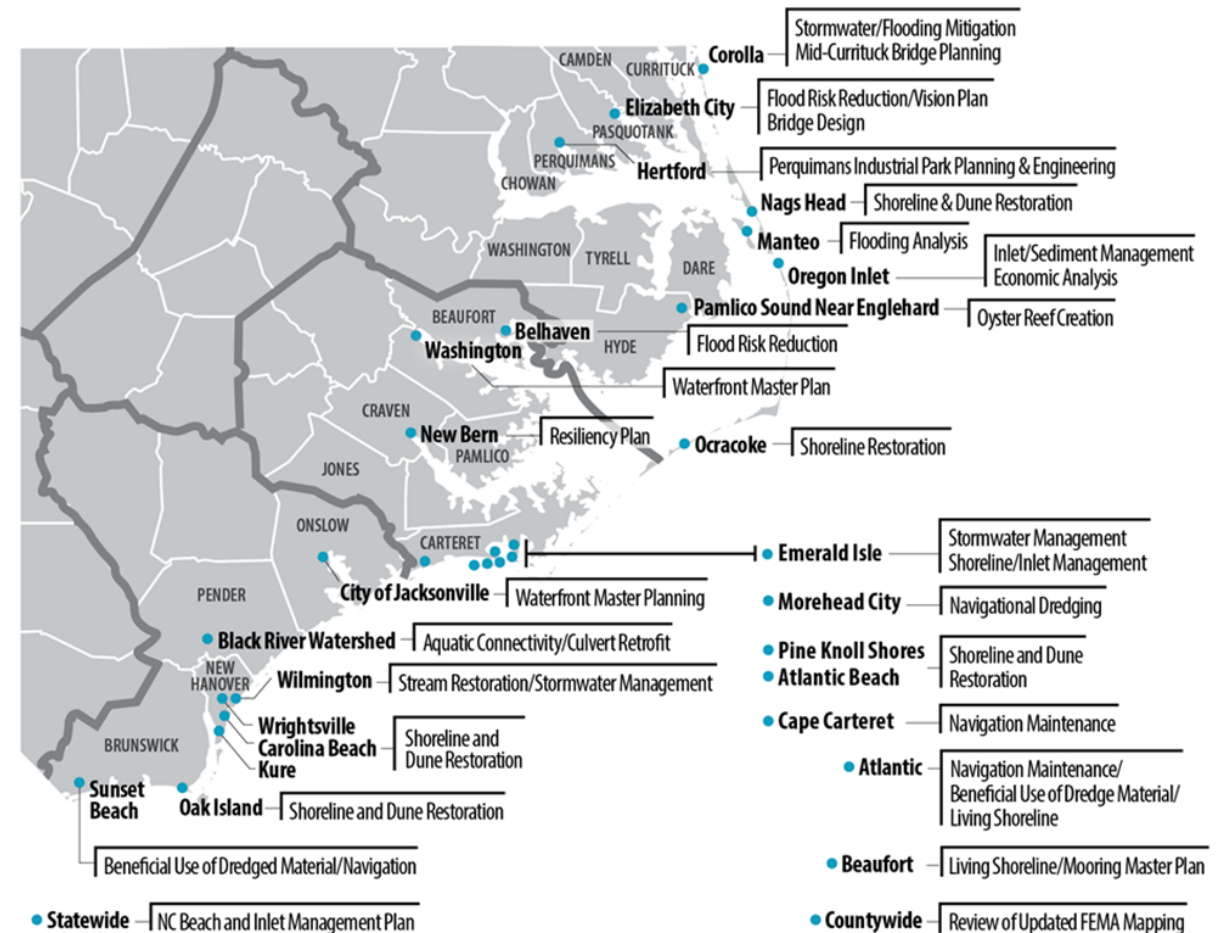 Stormwater/Flooding Mitigation
Corolla
Mid-Currituck Bridge Planning
CAMDEN
CURRITUCK
Elizabeth City
Flood Risk Reduction/Vision Plan
Bridge Design
PASQUOTANK
PERQUIMANS
Hertford
Perquimans Industrial Park Planning & Engineering
CHOWAN
Nags Head
Shoreline & Dune Restoration
Manteo
Flooding Analysis
WASHINGTON
TYRELL
DARE
Oregon Inlet
Inlet/Sediment Management
Economic Analysis
Pamlico Sound Near Englehard
Oyster Reef Creation
BEAUFORT
Belhaven
Flood Risk Reduction
HYDE
Washington
Waterfront Master Plan
CRAVEN
New Bern
Resiliency Plan
PAMLICO
Ocracoke
Shoreline Restoration
JONES
ONSLOW
CARTERET
Emerald Isle
Stormwater Management
Shoreline/Inlet Management
City of Jacksonville
Waterfront Master Planning
Morehead City
Navigational Dredging
PENDER
Black River Watershed
Aquatic Connectivity/Culvert Retrofit
Pine Knoll Shores
Atlantic Beach
Shoreline and Dune
Restoration
NEW
HANOVER
Wilmington
Stream Restoration/Stormwater Management
Cape Carteret
Navigation Maintenance
Wrightsville
Carolina Beach
Kure
Shoreline and
Dune Restoration
BRUNSWICK
Atlantic
Navigation Maintenance/
Beneficial Use of Dredge Material/
Living Shoreline
Sunset
Beach
Oak Island
Shoreline and Dune Restoration
Beneficial Use of Dredged Material/Navigation
Beaufort
Living Shoreline/Mooring Master Plan
Statewide
NC Beach and Inlet Management Plan
Countywide
Review of Updated FEMA Mapping